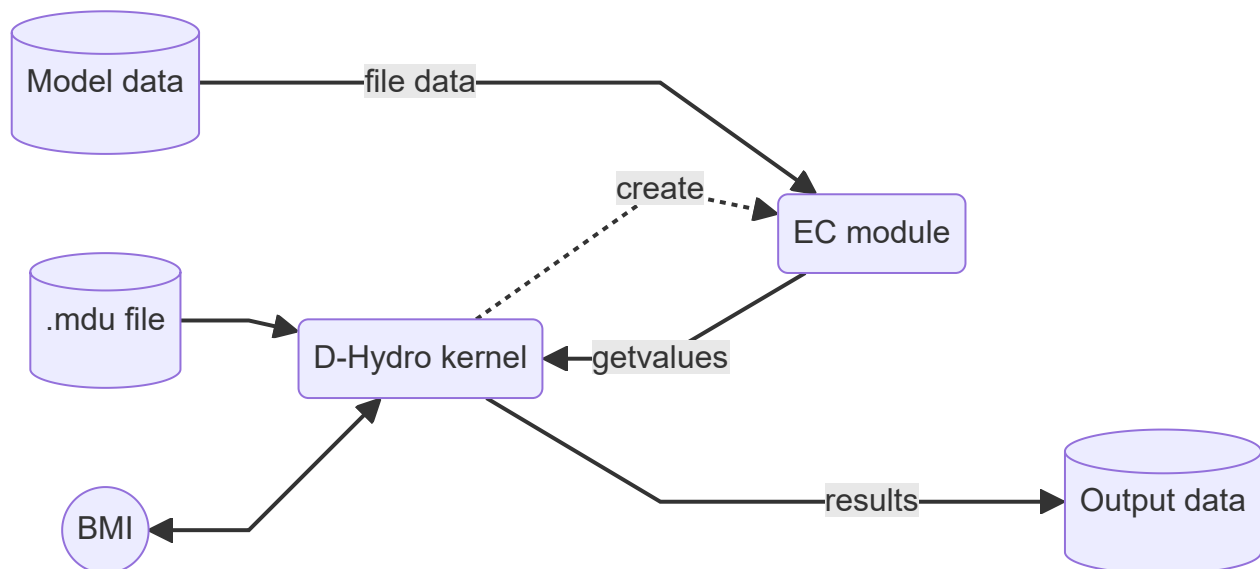 Model data
file data
create
EC module
.mdu file
D-Hydro kernel
getvalues
BMI
results
Output data